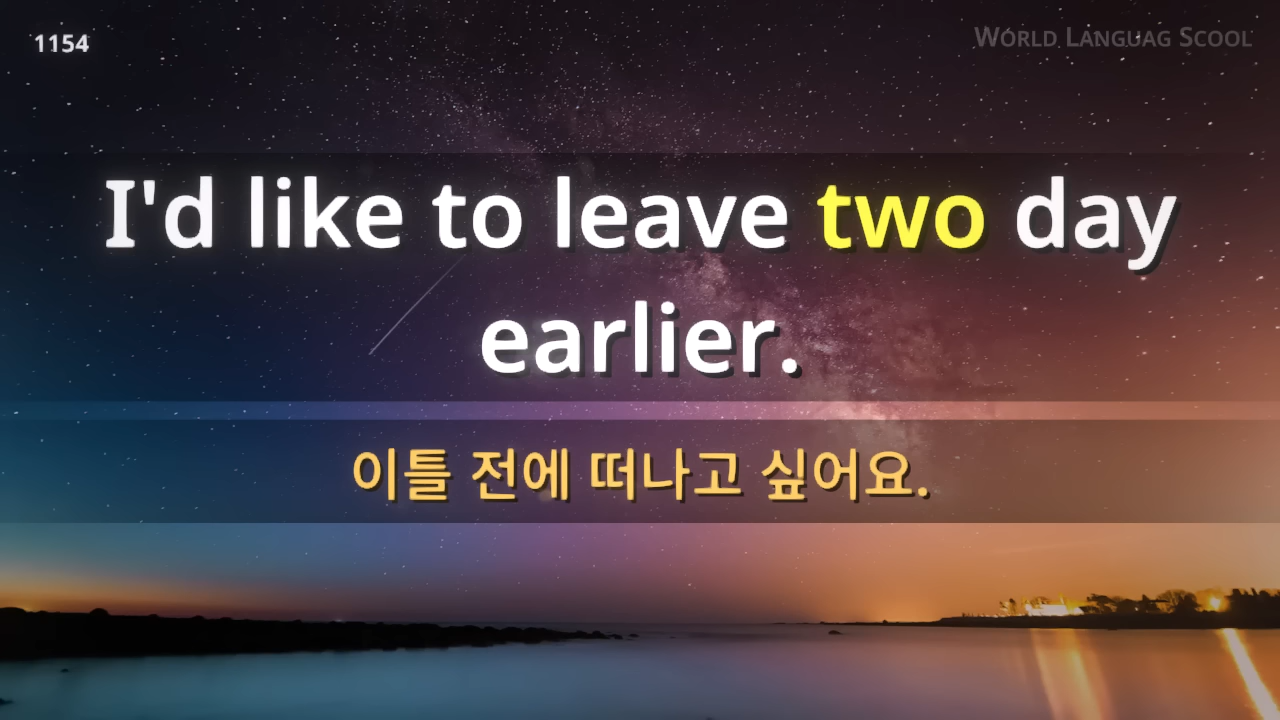 1154
World Languag Scool
I'd like to leave two day
earlier.
이틀 전에 떠나고 싶어요.